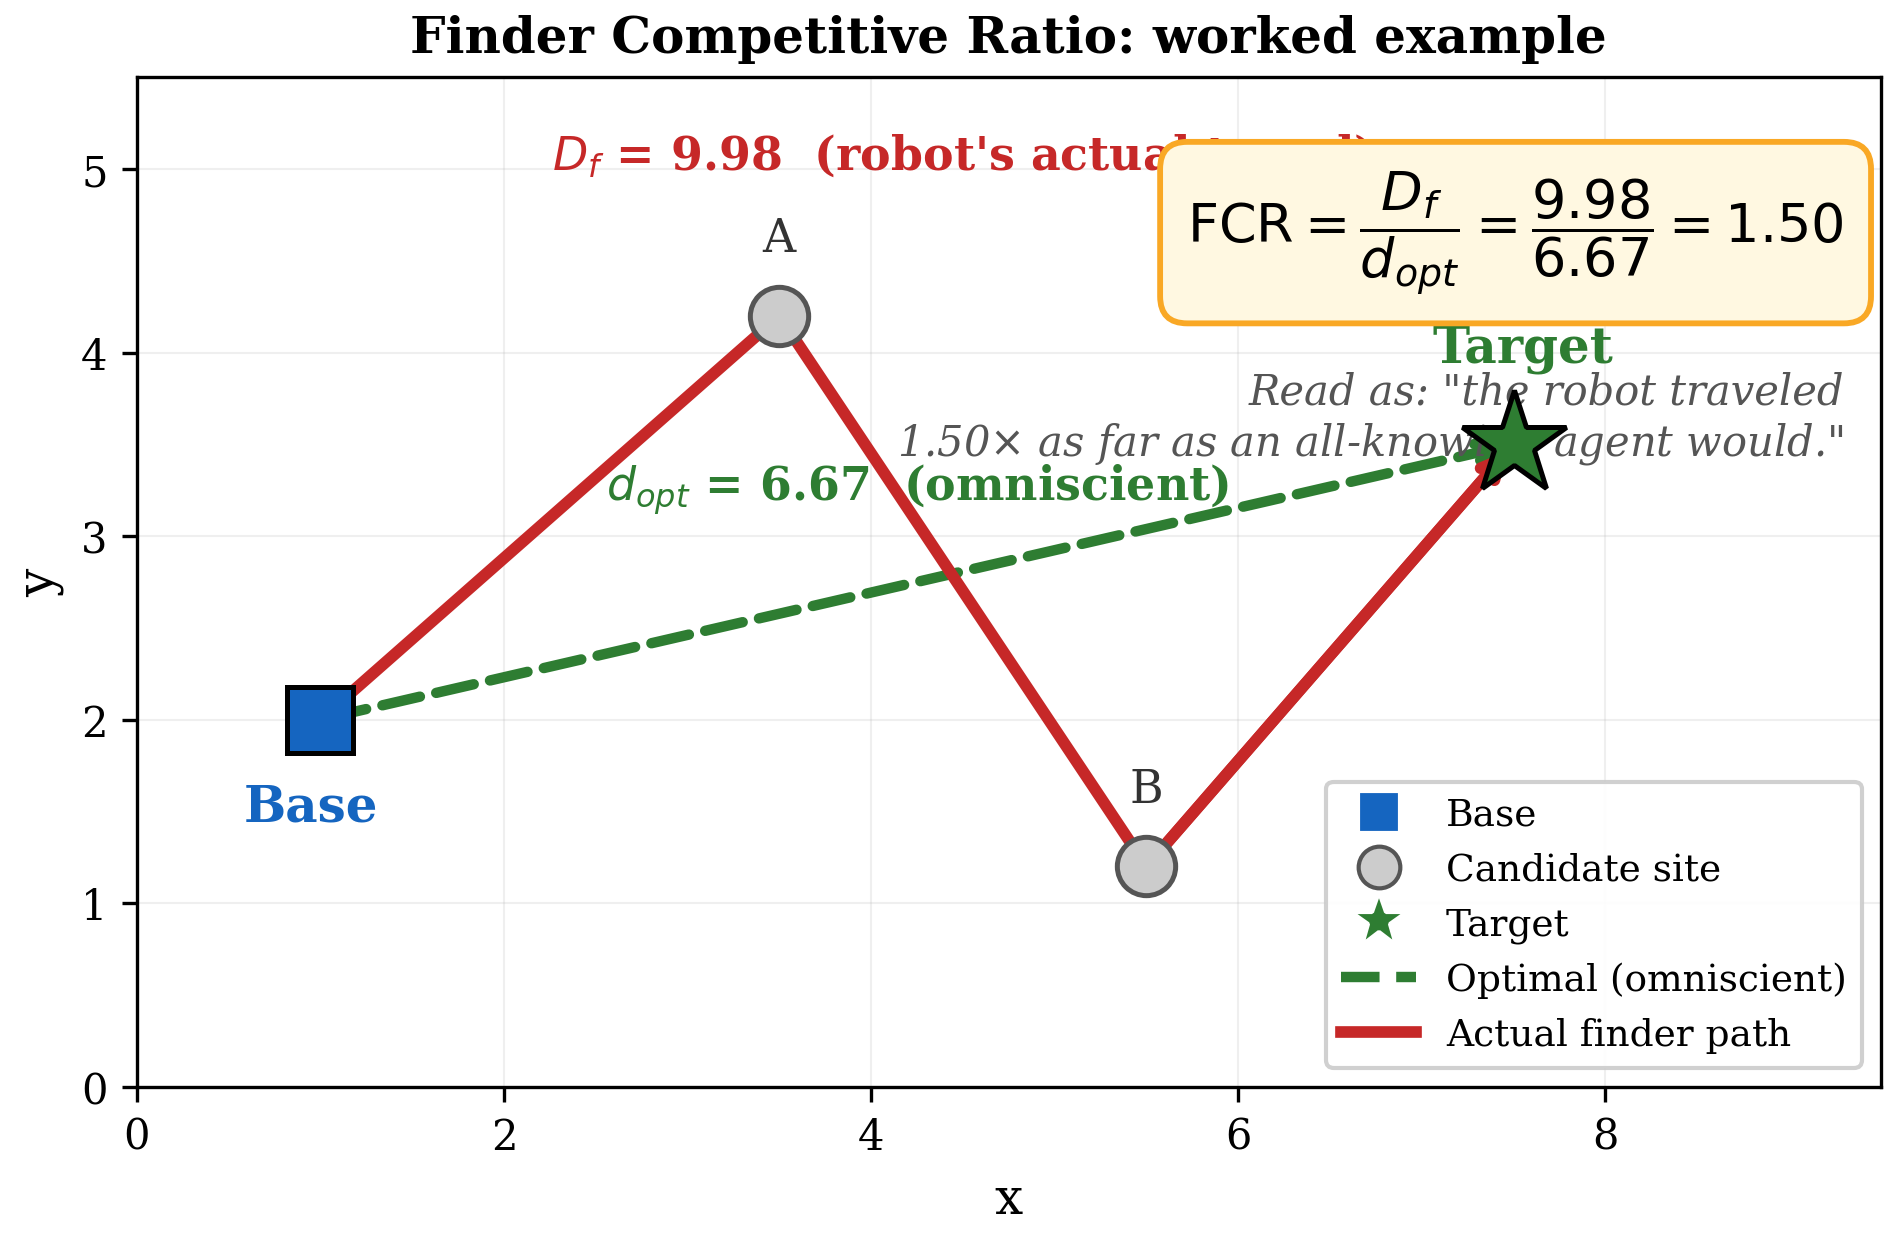 Finder Competitive Ratio: worked example
D_f = 9.98 (robot's actual
FCR = D_f / d_opt = 9.98 / 6.67 = 1.50
A
Target
Read as: "the robot traveled
1.50× as far as an all-knowing agent would."
d_opt = 6.67 (omniscient)
Base
B
Base
Candidate site
Target
Optimal (omniscient)
Actual finder path
5
4
3
2
1
0
0 2 4 6 8
x
y